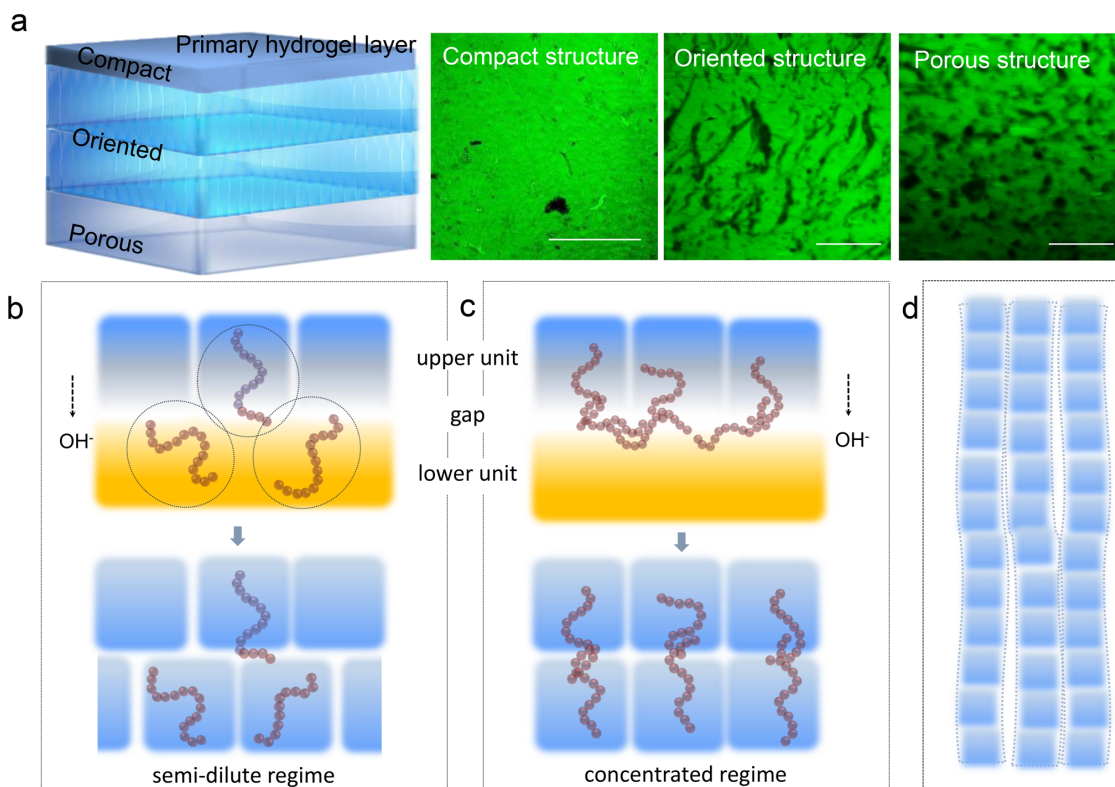 a
Primary hydrogel layer
Compact
Oriented
Porous
Compact structure
Oriented structure
Porous structure
b
OH-
semi-dilute regime
upper unit
gap
lower unit
c
OH-
concentrated regime
d